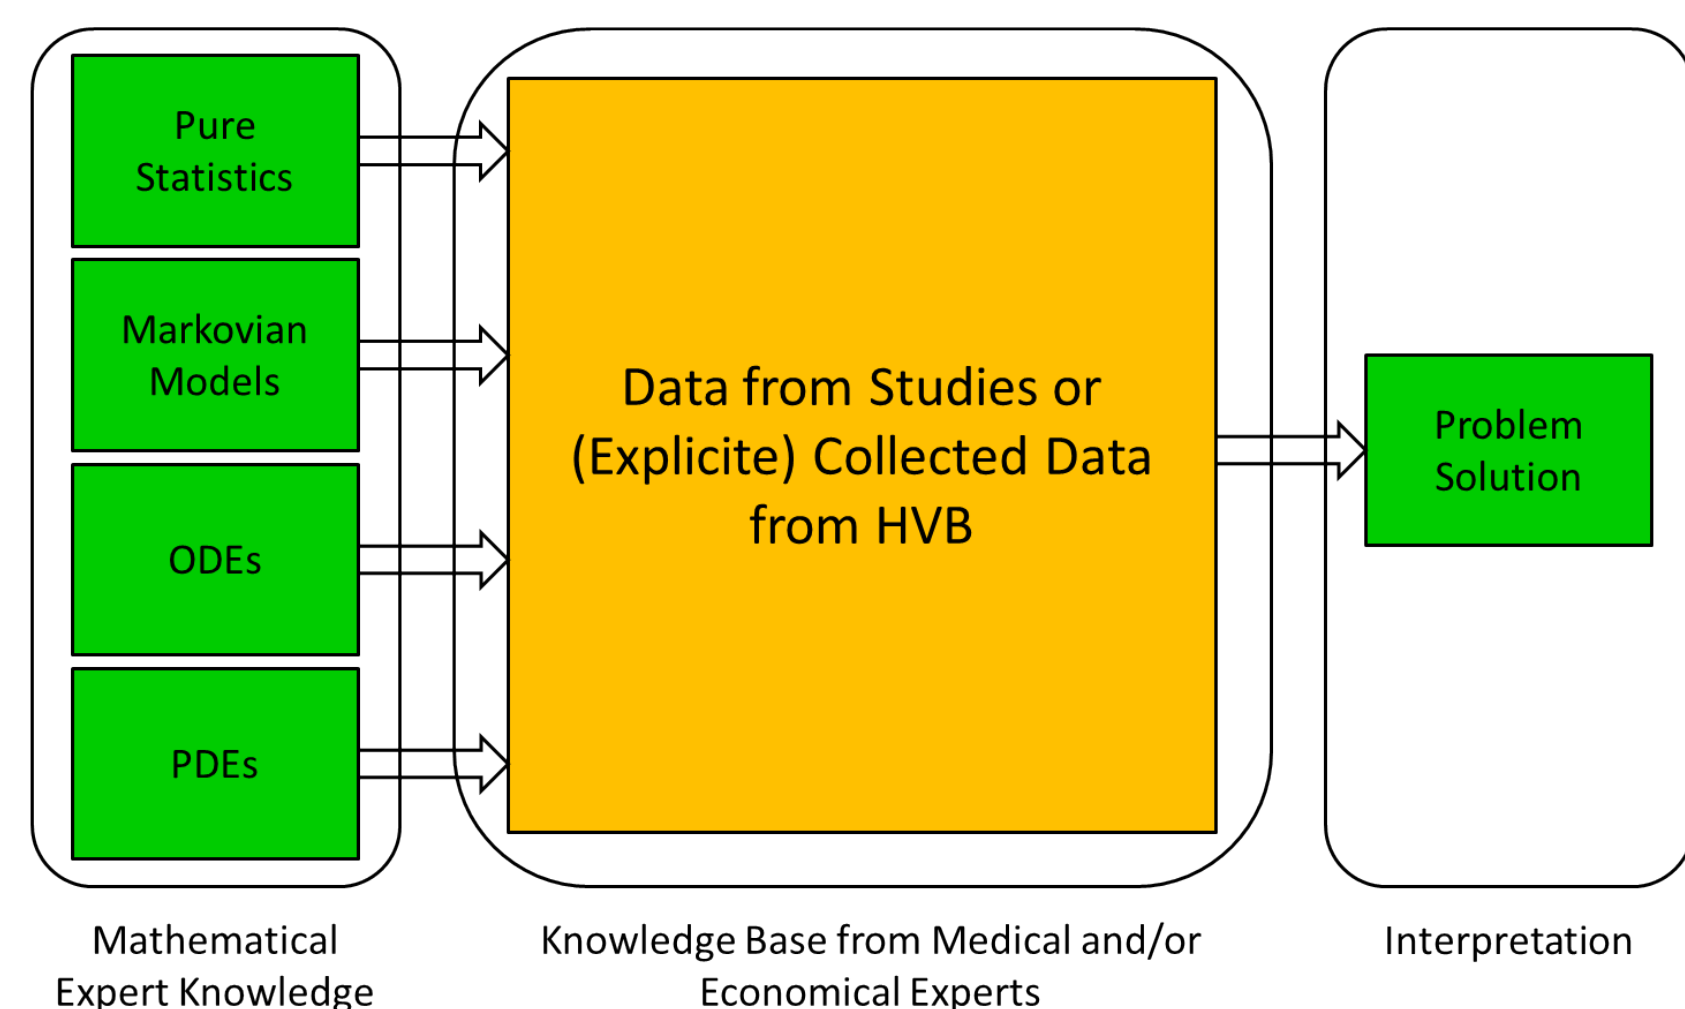 Pure
Statistics
Markovian
Models
ODEs
PDEs
Data from Studies or
(Explicite) Collected Data
from HVB
Problem
Solution
Mathematical
Expert Knowledge
Knowledge Base from Medical and/or
Economical Experts
Interpretation